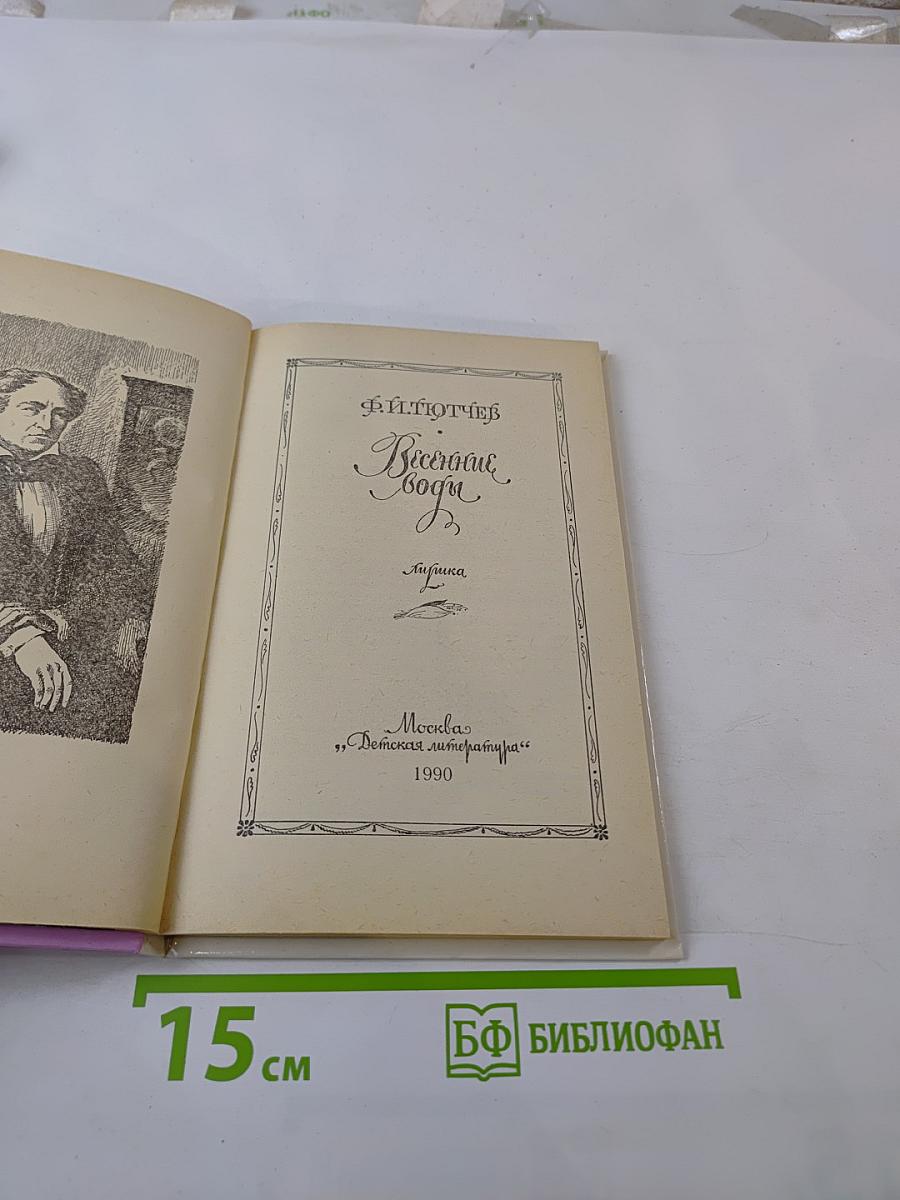 Ф.И.ТЮТЧЕВ
Весенние
воды
лирика
Москва
„Детская литература“
1990
15 см
БФ БИБЛИОФАН